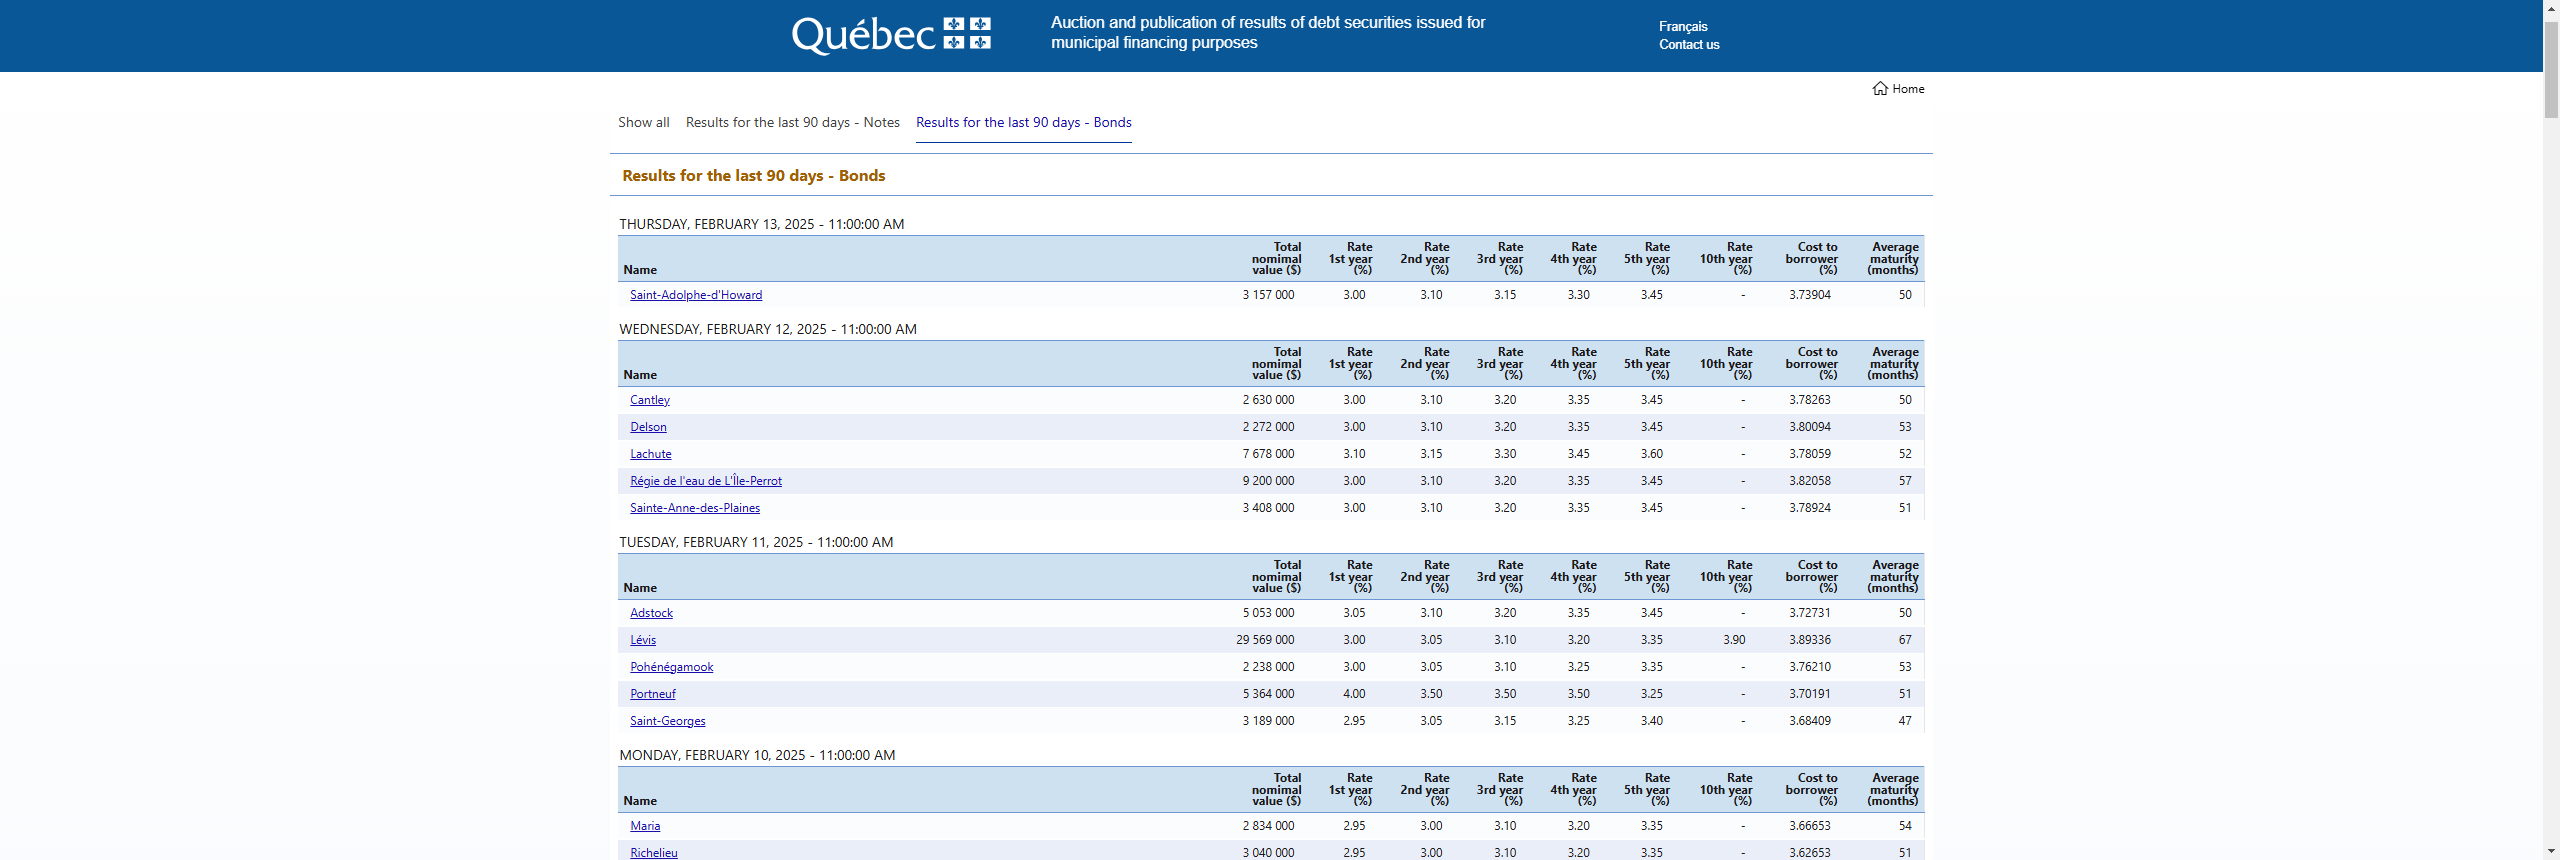 Québec
Auction and publication of results of debt securities issued for
municipal financing purposes
Français
Contact us
Home
Show all Results for the last 90 days - Notes Results for the last 90 days - Bonds
Results for the last 90 days - Bonds
THURSDAY, FEBRUARY 13, 2025 - 11:00:00 AM
Total Rate Rate Rate Rate Rate Rate Cost to Average
nomimal 1st year 2nd year 3rd year 4th year 5th year 10th year borrower maturity
Name value ($) (%) (%) (%) (%) (%) (%) (%) (months)
Saint-Adolphe-d'Howard 3 157 000 3.00 3.10 3.15 3.30 3.45 - 3.73904 50
WEDNESDAY, FEBRUARY 12, 2025 - 11:00:00 AM
Total Rate Rate Rate Rate Rate Rate Cost to Average
nomimal 1st year 2nd year 3rd year 4th year 5th year 10th year borrower maturity
Name value ($) (%) (%) (%) (%) (%) (%) (%) (months)
Cantley 2 630 000 3.00 3.10 3.20 3.35 3.45 - 3.78263 50
Delson 2 272 000 3.00 3.10 3.20 3.35 3.45 - 3.80094 53
Lachute 7 678 000 3.10 3.15 3.30 3.45 3.60 - 3.78059 52
Régie de l'eau de L'Île-Perrot 9 200 000 3.00 3.10 3.20 3.35 3.45 - 3.82058 57
Sainte-Anne-des-Plaines 3 408 000 3.00 3.10 3.20 3.35 3.45 - 3.78924 51
TUESDAY, FEBRUARY 11, 2025 - 11:00:00 AM
Total Rate Rate Rate Rate Rate Rate Cost to Average
nomimal 1st year 2nd year 3rd year 4th year 5th year 10th year borrower maturity
Name value ($) (%) (%) (%) (%) (%) (%) (%) (months)
Adstock 5 053 000 3.05 3.10 3.20 3.35 3.45 - 3.72731 50
Lévis 29 569 000 3.00 3.05 3.10 3.20 3.35 3.90 3.89336 67
Pohénégamook 2 238 000 3.00 3.05 3.10 3.25 3.35 - 3.76210 53
Portneuf 5 364 000 4.00 3.50 3.50 3.50 3.25 - 3.70191 51
Saint-Georges 3 189 000 2.95 3.05 3.15 3.25 3.40 - 3.68409 47
MONDAY, FEBRUARY 10, 2025 - 11:00:00 AM
Total Rate Rate Rate Rate Rate Rate Cost to Average
nomimal 1st year 2nd year 3rd year 4th year 5th year 10th year borrower maturity
Name value ($) (%) (%) (%) (%) (%) (%) (%) (months)
Maria 2 834 000 2.95 3.00 3.10 3.20 3.35 - 3.66653 54
Richelieu 3 040 000 2.95 3.00 3.10 3.20 3.35 - 3.62653 51